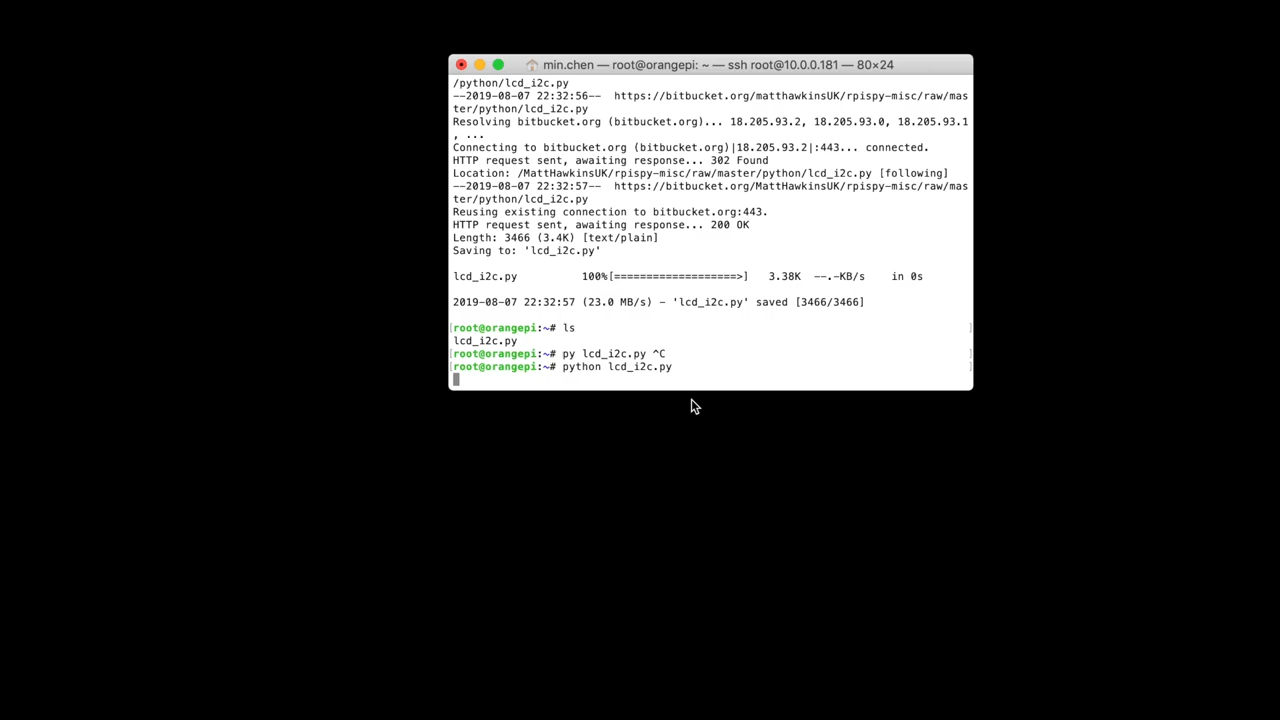 min.chen — root@orangepi: ~ — ssh root@10.0.0.181 — 80×24
/python/lcd_i2c.py
--2019-08-07 22:32:56--  https://bitbucket.org/matthawkinsUK/rpispy-misc/raw/mas
ter/python/lcd_i2c.py
Resolving bitbucket.org (bitbucket.org)... 18.205.93.2, 18.205.93.0, 18.205.93.1
, ...
Connecting to bitbucket.org (bitbucket.org)|18.205.93.2|:443... connected.
HTTP request sent, awaiting response... 302 Found
Location: /MattHawkinsUK/rpispy-misc/raw/master/python/lcd_i2c.py [following]
--2019-08-07 22:32:57--  https://bitbucket.org/MattHawkinsUK/rpispy-misc/raw/mas
ter/python/lcd_i2c.py
Reusing existing connection to bitbucket.org:443.
HTTP request sent, awaiting response... 200 OK
Length: 3466 (3.4K) [text/plain]
Saving to: 'lcd_i2c.py'
lcd_i2c.py          100%[===================>]   3.38K  --.-KB/s    in 0s
2019-08-07 22:32:57 (23.0 MB/s) - 'lcd_i2c.py' saved [3466/3466]
[root@orangepi:~# ls ]
lcd_i2c.py
[root@orangepi:~# py lcd_i2c.py ^C ]
[root@orangepi:~# python lcd_i2c.py ]